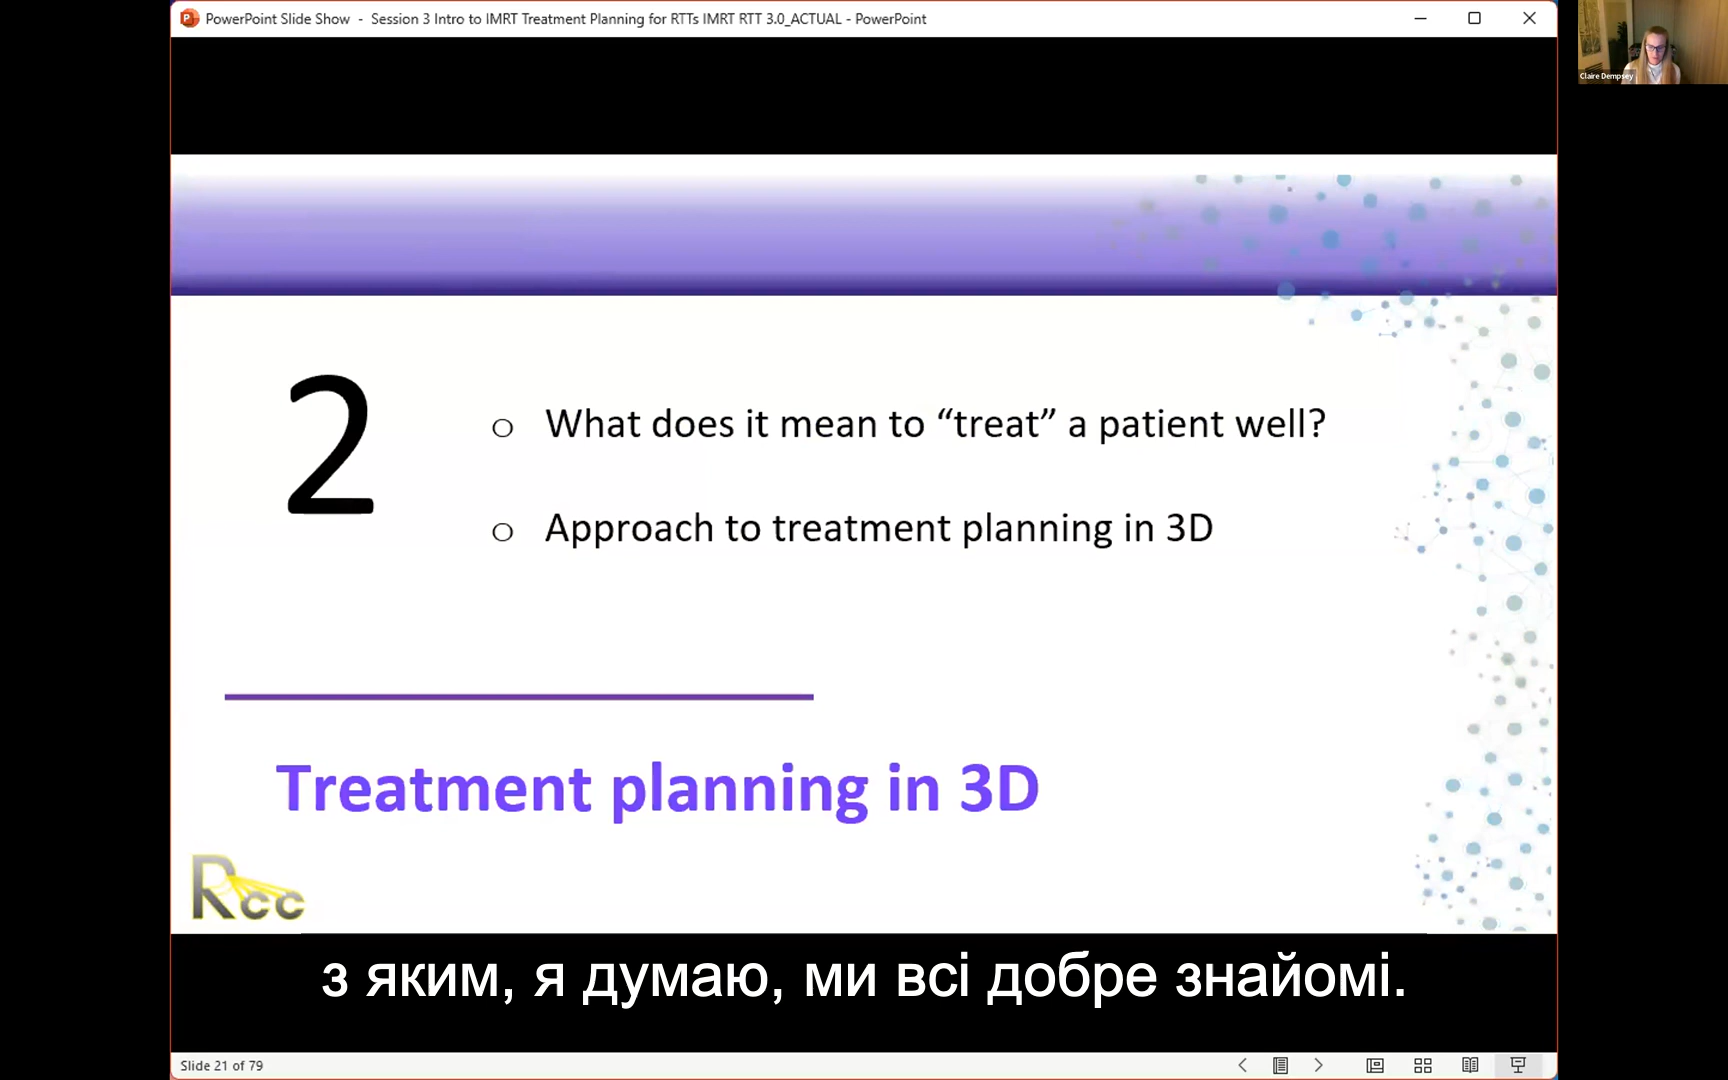 PowerPoint Slide Show - Session 3 Intro to IMRT Treatment Planning for RTTs IMRT RTT 3.0_ACTUAL - PowerPoint
Claire Dempsey
2
o What does it mean to “treat” a patient well?
o Approach to treatment planning in 3D
Treatment planning in 3D
Rcc
з яким, я думаю, ми всі добре знайомі.
Slide 21 of 79